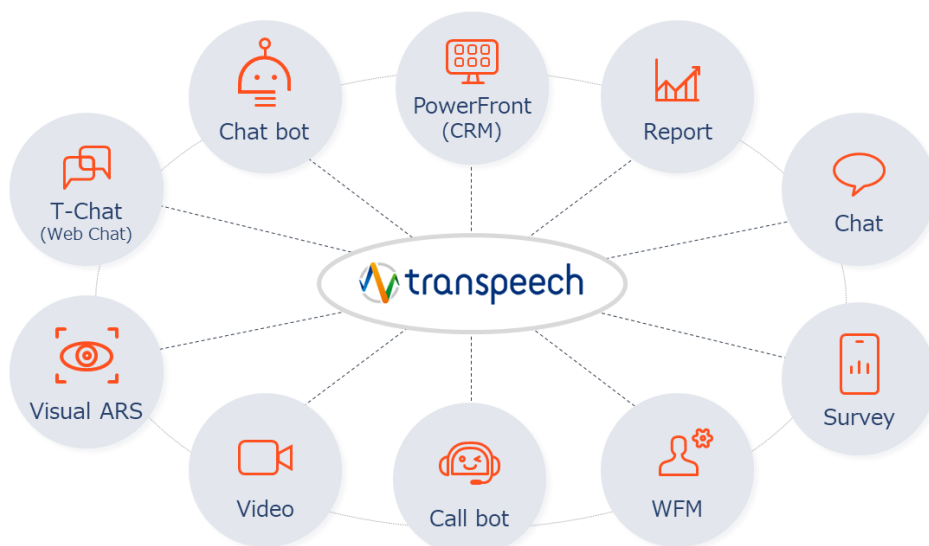 Chat bot
PowerFront
(CRM)
Report
T-Chat
(Web Chat)
Chat
transpeech
Visual ARS
Survey
Video
Call bot
WFM